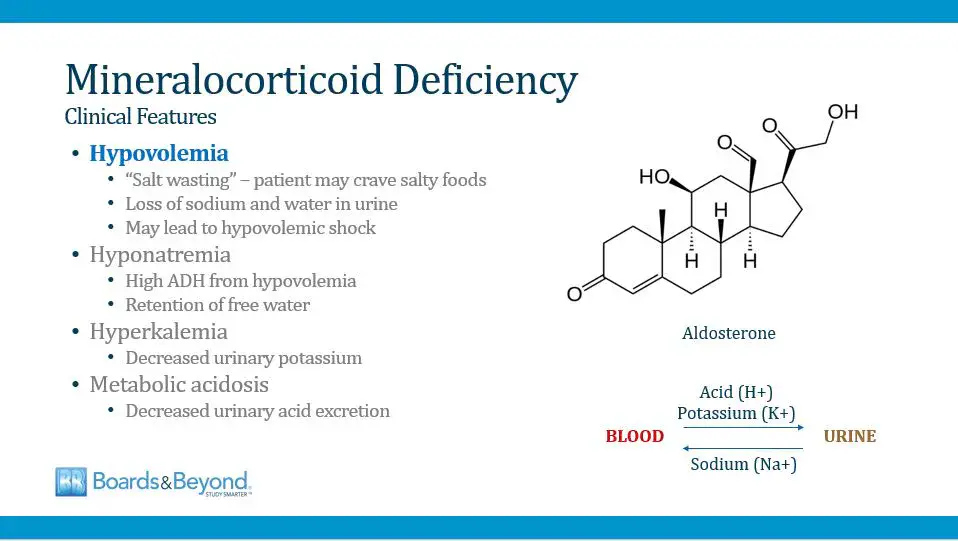 Mineralocorticoid Deficiency
Clinical Features
• Hypovolemia
• “Salt wasting” – patient may crave salty foods
• Loss of sodium and water in urine
• May lead to hypovolemic shock
• Hyponatremia
• High ADH from hypovolemia
• Retention of free water
• Hyperkalemia
• Decreased urinary potassium
• Metabolic acidosis
• Decreased urinary acid excretion
OH
O
O
HO
H
H
H
O
Aldosterone
Acid (H+)
Potassium (K+)
BLOOD
URINE
Sodium (Na+)
BB Boards&Beyond.
STUDY SMARTER™